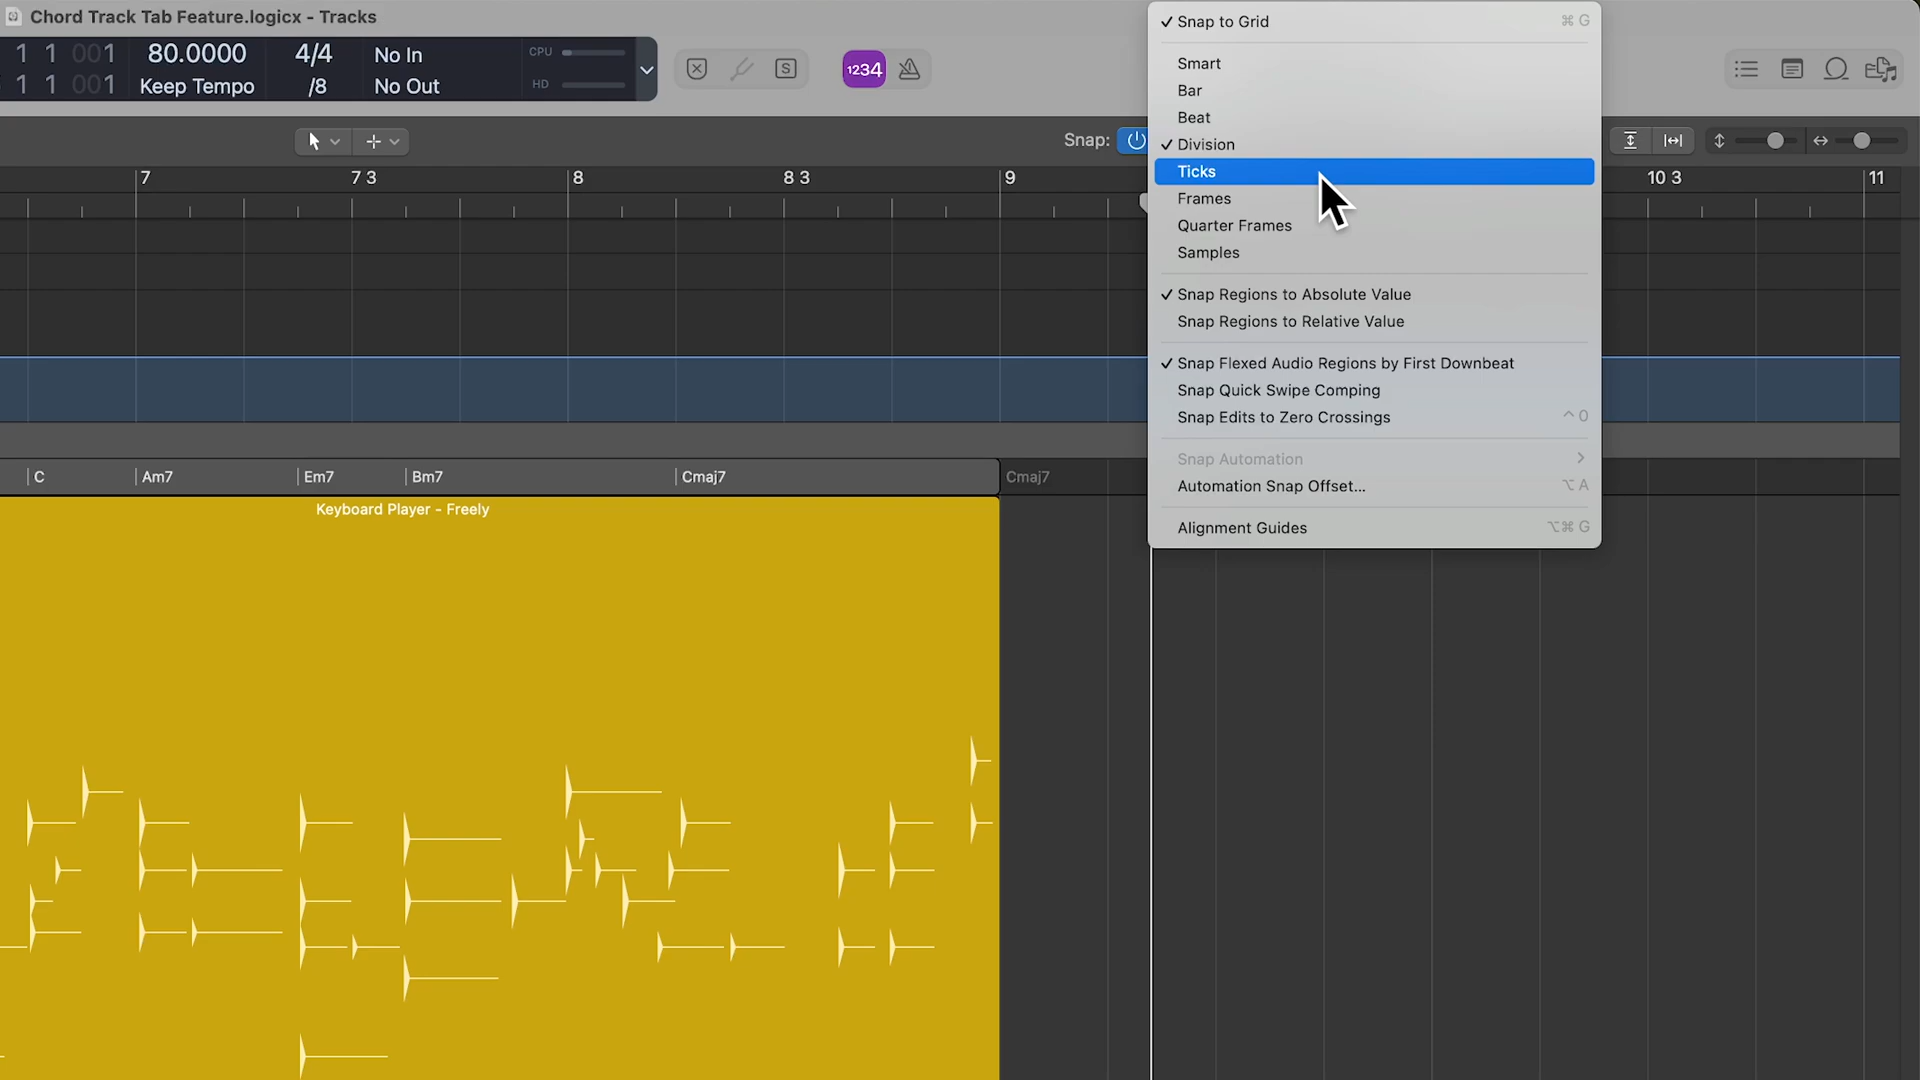 Chord Track Tab Feature.logicx - Tracks
1 1 001
1 1 001
80.0000
Keep Tempo
4/4
/8
No In
No Out
CPU
HD
S
1234
Snap:
✓ Snap to Grid ⌘ G
Smart
Bar
Beat
✓ Division
Ticks
Frames
Quarter Frames
Samples
✓ Snap Regions to Absolute Value
Snap Regions to Relative Value
✓ Snap Flexed Audio Regions by First Downbeat
Snap Quick Swipe Comping
Snap Edits to Zero Crossings ^ 0
Snap Automation >
Automation Snap Offset... ⌥ A
Alignment Guides ⌥⌘ G
7 7 3 8 8 3 9 10 3 11
C Am7 Em7 Bm7 Cmaj7 Cmaj7
Keyboard Player - Freely